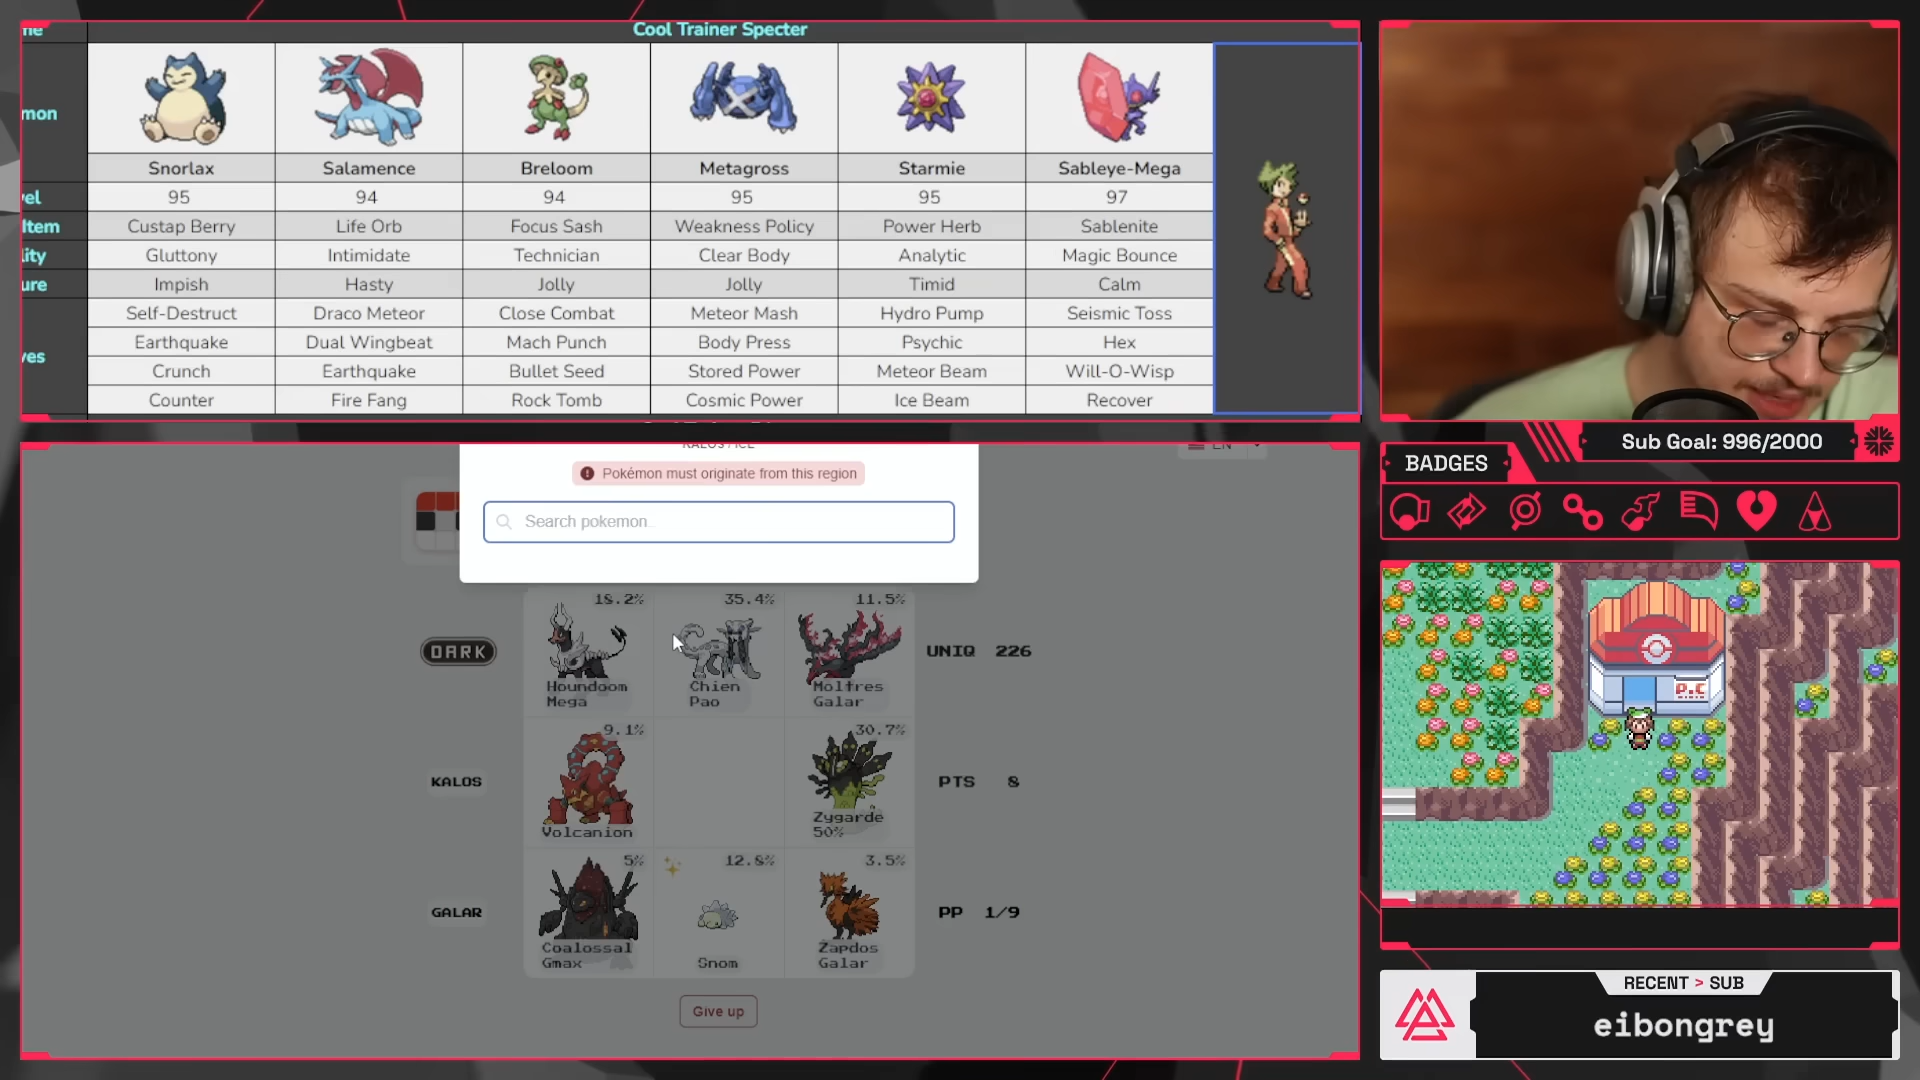 me
Cool Trainer Specter
mon
Snorlax Salamence Breloom Metagross Starmie Sableye-Mega
vel 95 94 94 95 95 97
Item Custap Berry Life Orb Focus Sash Weakness Policy Power Herb Sablenite
ility Gluttony Intimidate Technician Clear Body Analytic Magic Bounce
ure Impish Hasty Jolly Jolly Timid Calm
Self-Destruct Draco Meteor Close Combat Meteor Mash Hydro Pump Seismic Toss
Earthquake Dual Wingbeat Mach Punch Body Press Psychic Hex
ves
Crunch Earthquake Bullet Seed Stored Power Meteor Beam Will-O-Wisp
Counter Fire Fang Rock Tomb Cosmic Power Ice Beam Recover
KALOS / ICE
EN
Pokémon must originate from this region
Search pokemon
18.2% 35.4% 11.5%
DARK
Houndoom Mega
Chien Pao
Moltres Galar
UNIQ 226
9.1% 30.7%
KALOS
Volcanion
Zygarde 50%
PTS 8
5% 12.8% 3.5%
GALAR
Coalossal Gmax
Snom
Zapdos Galar
PP 1/9
Give up
Sub Goal: 996/2000
BADGES
P.C
RECENT > SUB
eibongrey